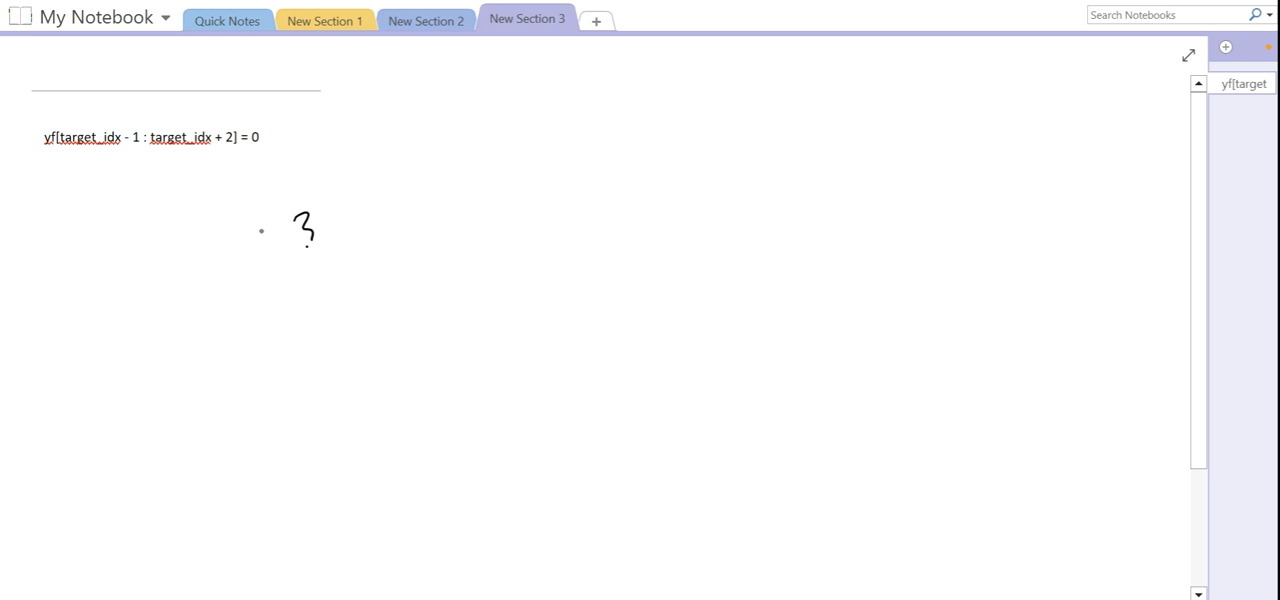 My Notebook
Quick Notes
New Section 1
New Section 2
New Section 3
Search Notebooks
yf[target
yf[target_idx - 1 : target_idx + 2] = 0
?